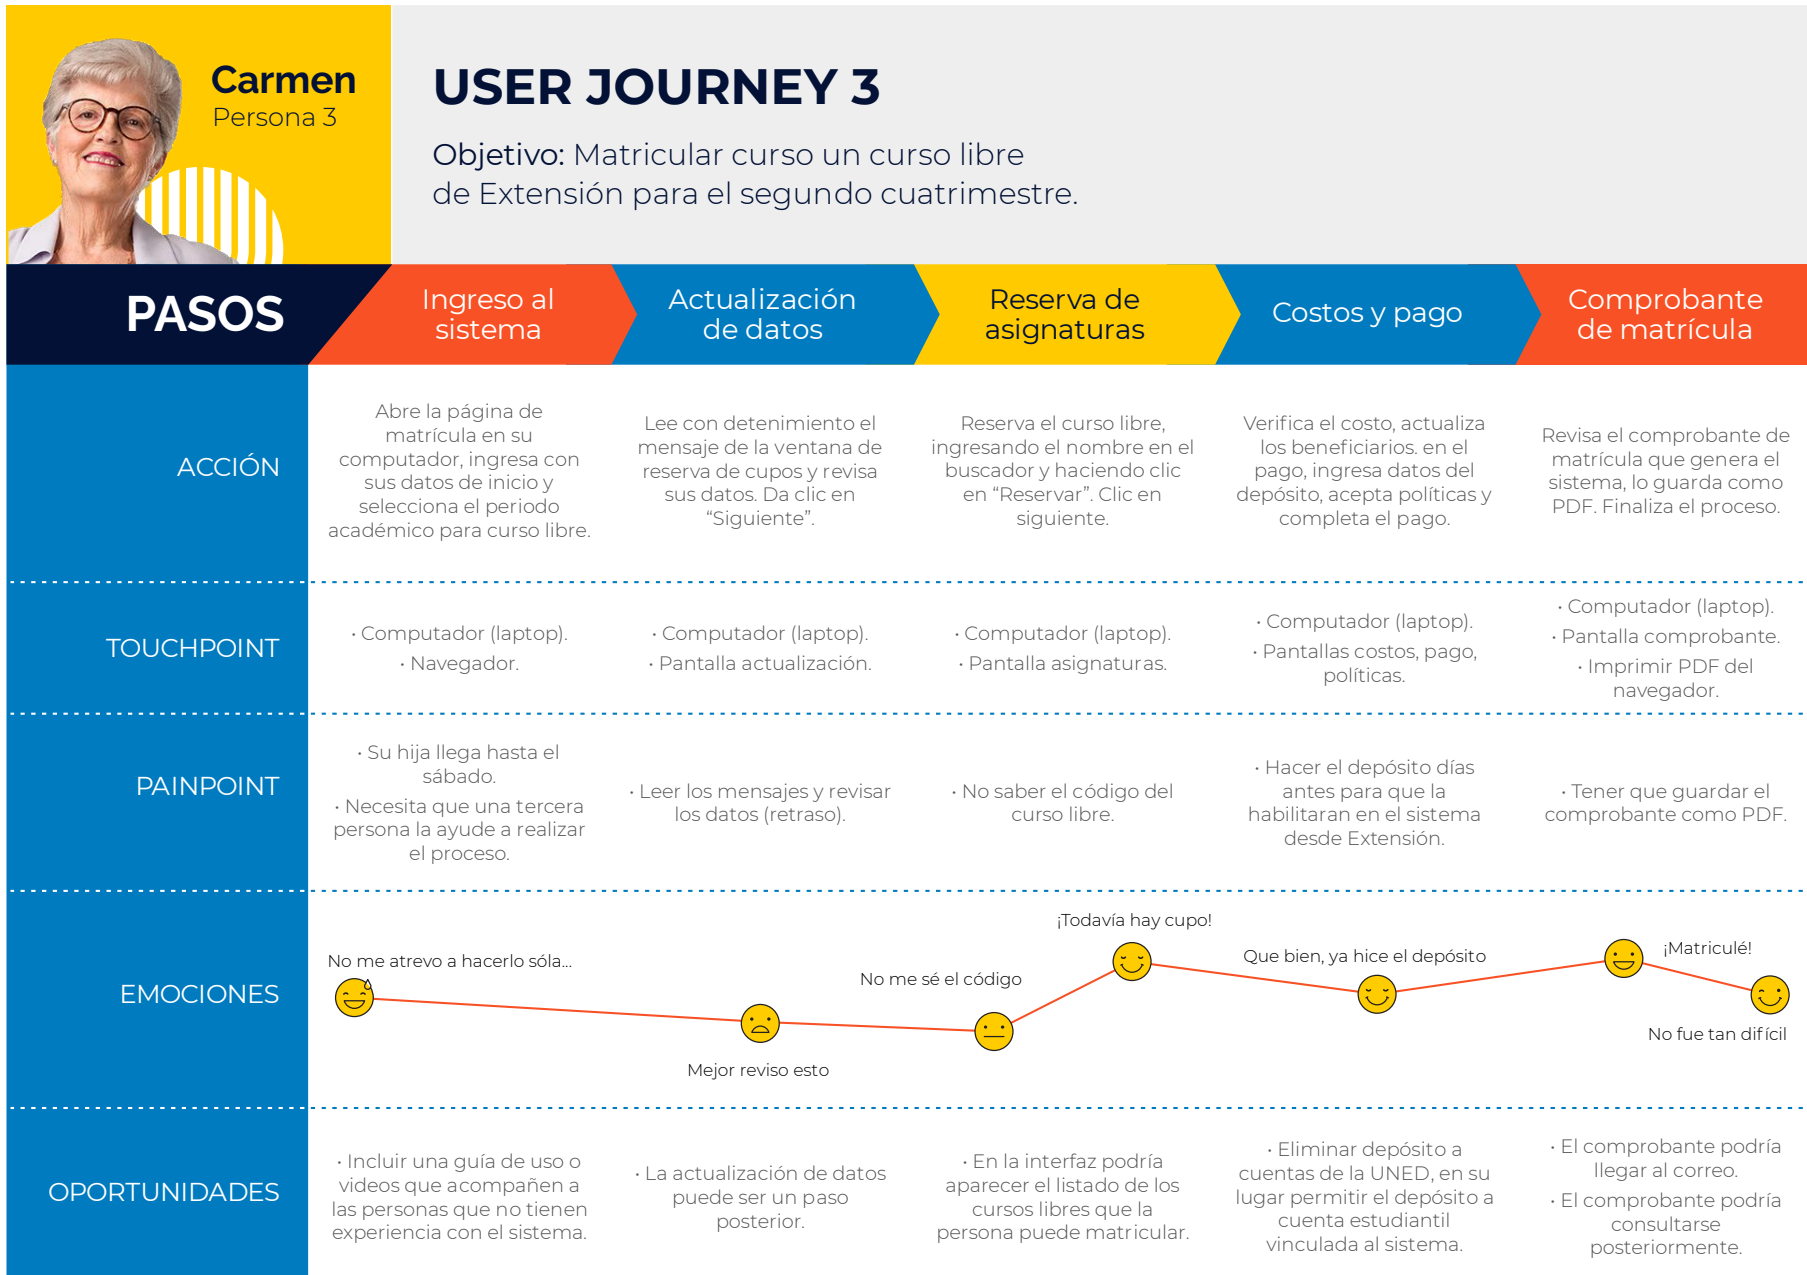 Carmen
Persona 3
USER JOURNEY 3
Objetivo: Matricular curso un curso libre
de Extensión para el segundo cuatrimestre.
PASOS
Ingreso al
sistema
Actualización
de datos
Reserva de
asignaturas
Costos y pago
Comprobante
de matrícula
ACCIÓN
Abre la página de
matrícula en su
computador, ingresa con
sus datos de inicio y
selecciona el periodo
académico para curso libre.
Lee con detenimiento el
mensaje de la ventana de
reserva de cupos y revisa
sus datos. Da clic en
“Siguiente”.
Reserva el curso libre,
ingresando el nombre en el
buscador y haciendo clic
en “Reservar”. Clic en
siguiente.
Verifica el costo, actualiza
los beneficiarios. en el
pago, ingresa datos del
depósito, acepta políticas y
completa el pago.
Revisa el comprobante de
matrícula que genera el
sistema, lo guarda como
PDF. Finaliza el proceso.
TOUCHPOINT
· Computador (laptop).
· Navegador.
· Computador (laptop).
· Pantalla actualización.
· Computador (laptop).
· Pantalla asignaturas.
· Computador (laptop).
· Pantallas costos, pago,
políticas.
· Computador (laptop).
· Pantalla comprobante.
· Imprimir PDF del
navegador.
PAINPOINT
· Su hija llega hasta el
sábado.
· Necesita que una tercera
persona la ayude a realizar
el proceso.
· Leer los mensajes y revisar
los datos (retraso).
· No saber el código del
curso libre.
· Hacer el depósito días
antes para que la
habilitaran en el sistema
desde Extensión.
· Tener que guardar el
comprobante como PDF.
EMOCIONES
No me atrevo a hacerlo sóla...
Mejor reviso esto
No me sé el código
¡Todavía hay cupo!
Que bien, ya hice el depósito
¡Matriculé!
No fue tan difícil
OPORTUNIDADES
· Incluir una guía de uso o
videos que acompañen a
las personas que no tienen
experiencia con el sistema.
· La actualización de datos
puede ser un paso
posterior.
· En la interfaz podría
aparecer el listado de los
cursos libres que la
persona puede matricular.
· Eliminar depósito a
cuentas de la UNED, en su
lugar permitir el depósito a
cuenta estudiantil
vinculada al sistema.
· El comprobante podría
llegar al correo.
· El comprobante podría
consultarse
posteriormente.